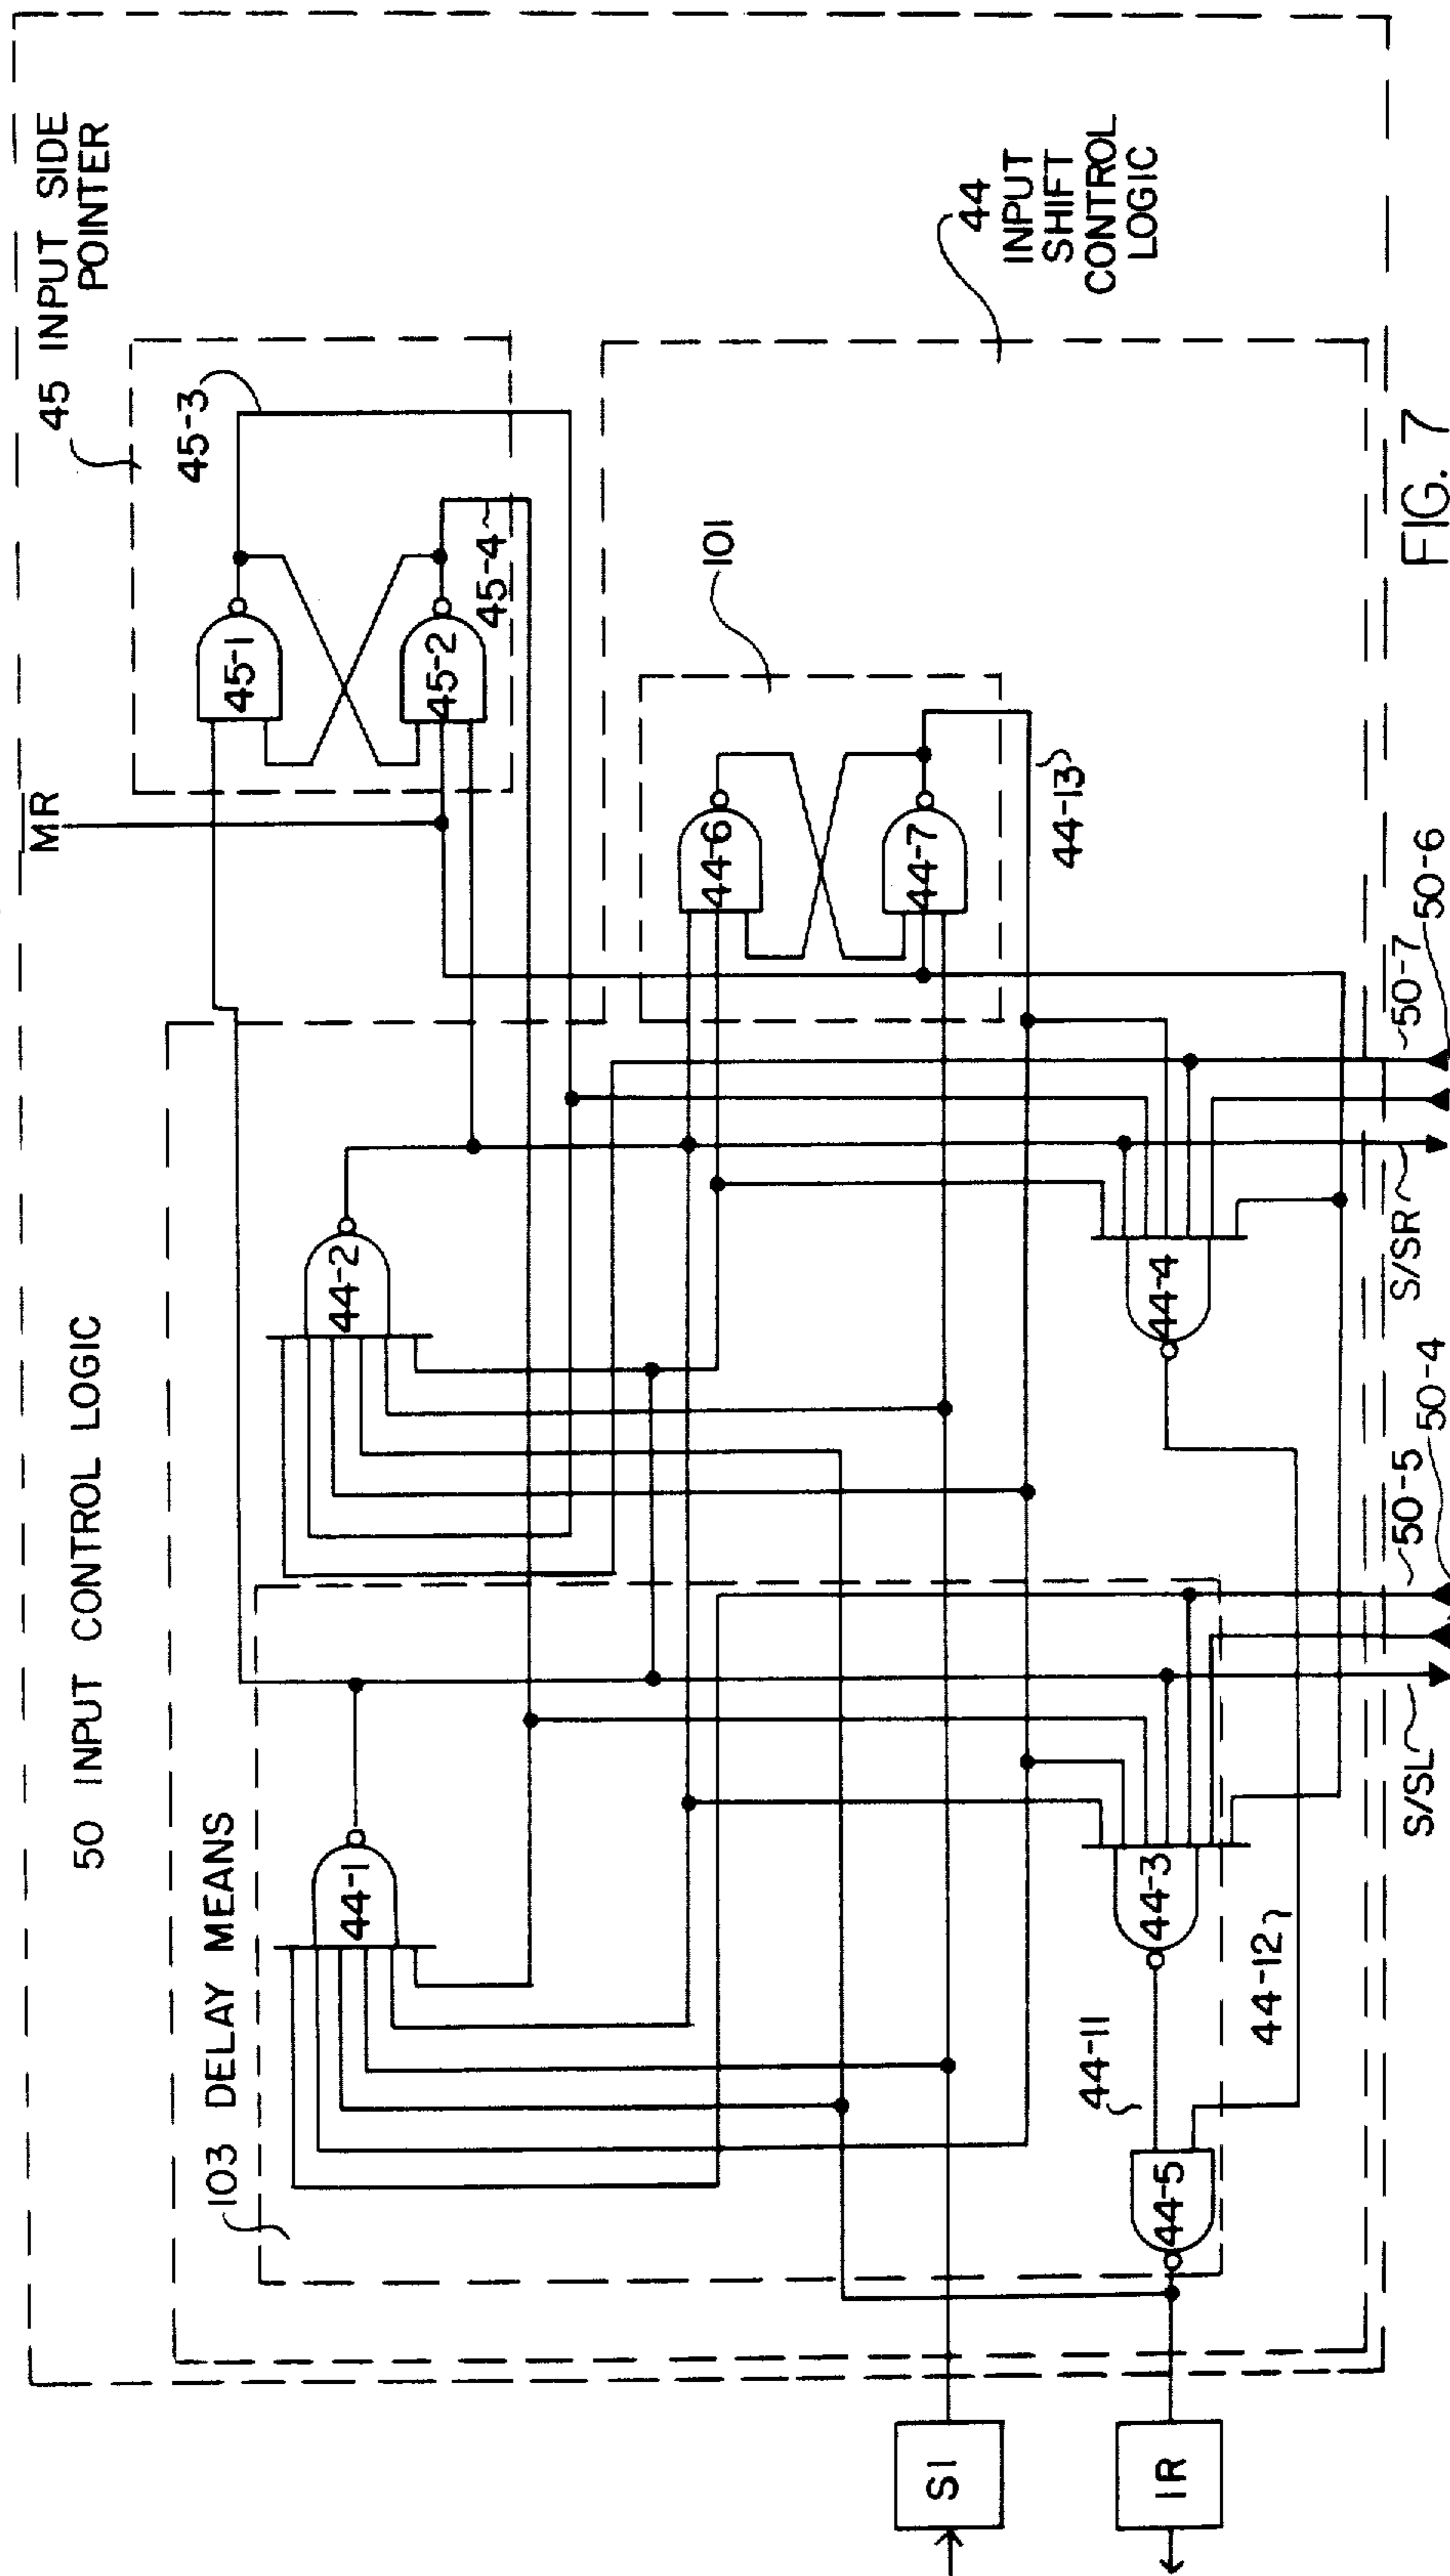 50 INPUT CONTROL LOGIC
MR
45 INPUT SIDE
POINTER
103 DELAY MEANS
45-3
45-1
45-2
45-4
44-1
44-2
101
44-6
44-7
44-13
44
INPUT
SHIFT
CONTROL
LOGIC
SI
IR
44-5
44-11
44-3
44-12
44-4
S/SL
50-5
50-4
S/SR
50-7
50-6
FIG. 7